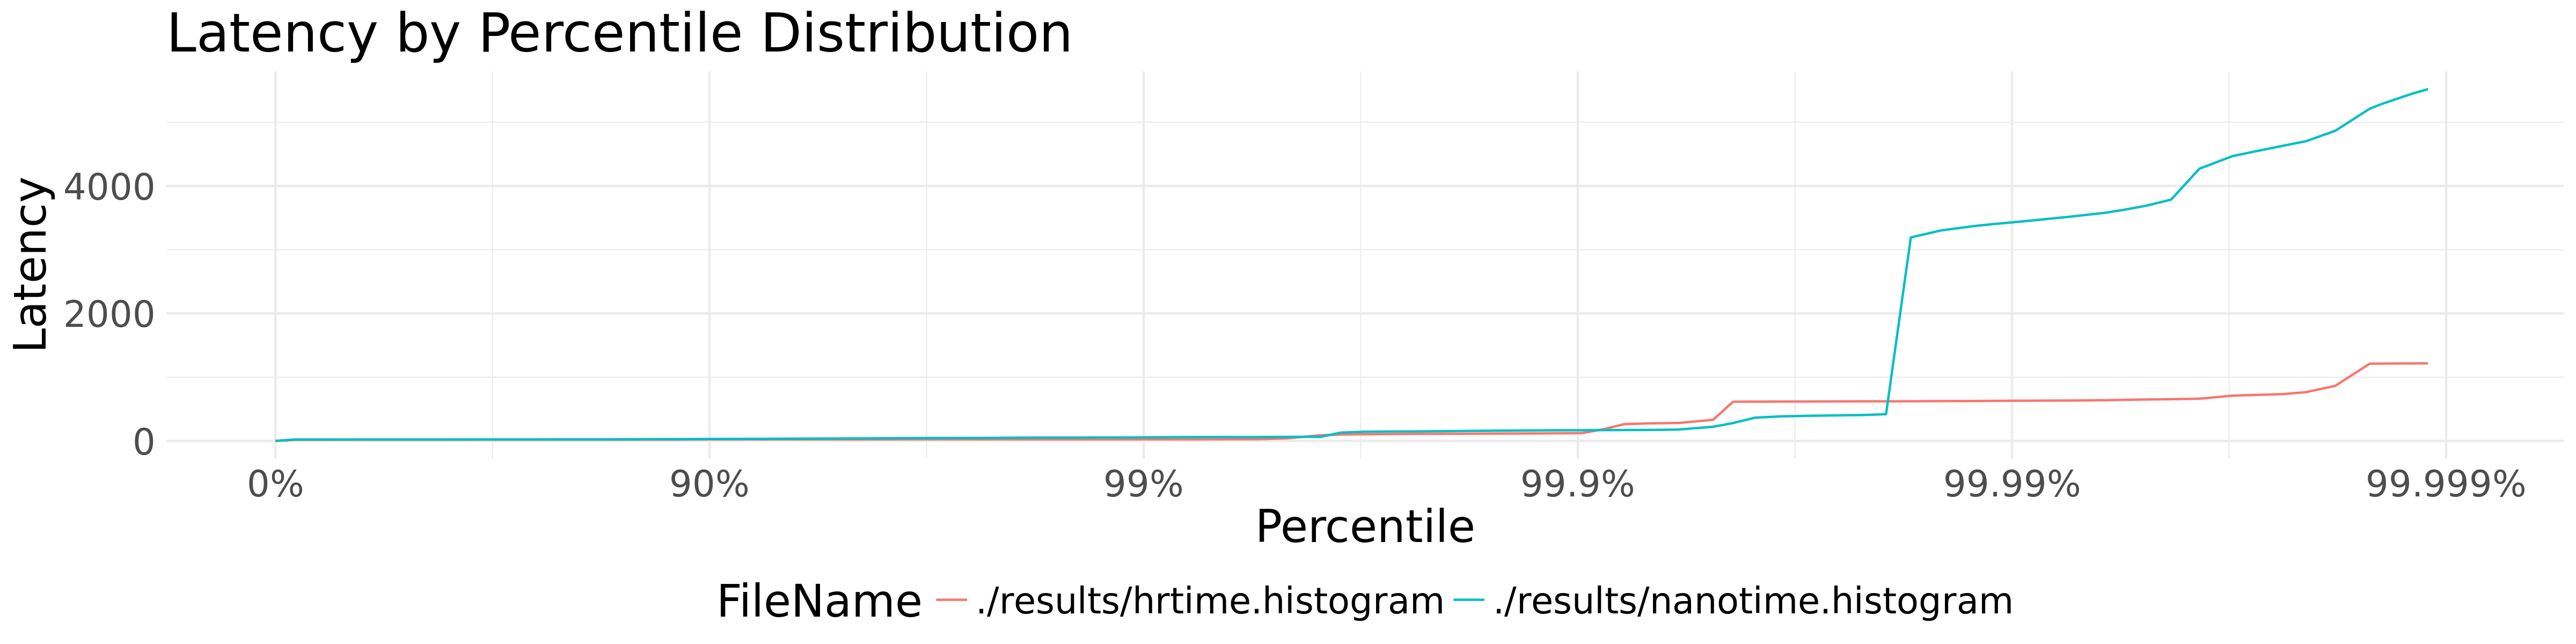 Latency by Percentile Distribution
Latency
4000
2000
0
0% 90% 99% 99.9% 99.99% 99.999%
Percentile
FileName ./results/hrtime.histogram ./results/nanotime.histogram